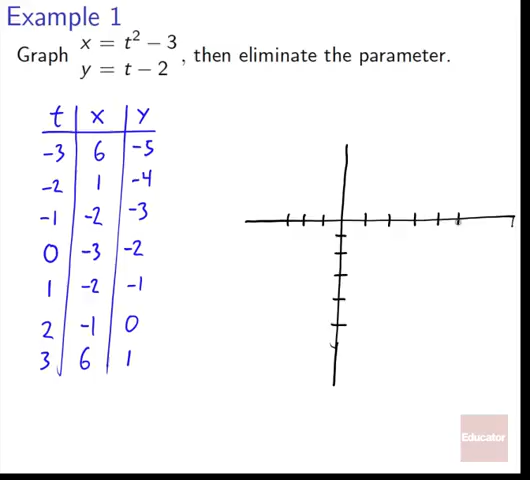 Example 1
Graph x = t² − 3
y = t − 2 , then eliminate the parameter.
t x y
-3 6 -5
-2 1 -4
-1 -2 -3
0 -3 -2
1 -2 -1
2 -1 0
3 6 1
Educator